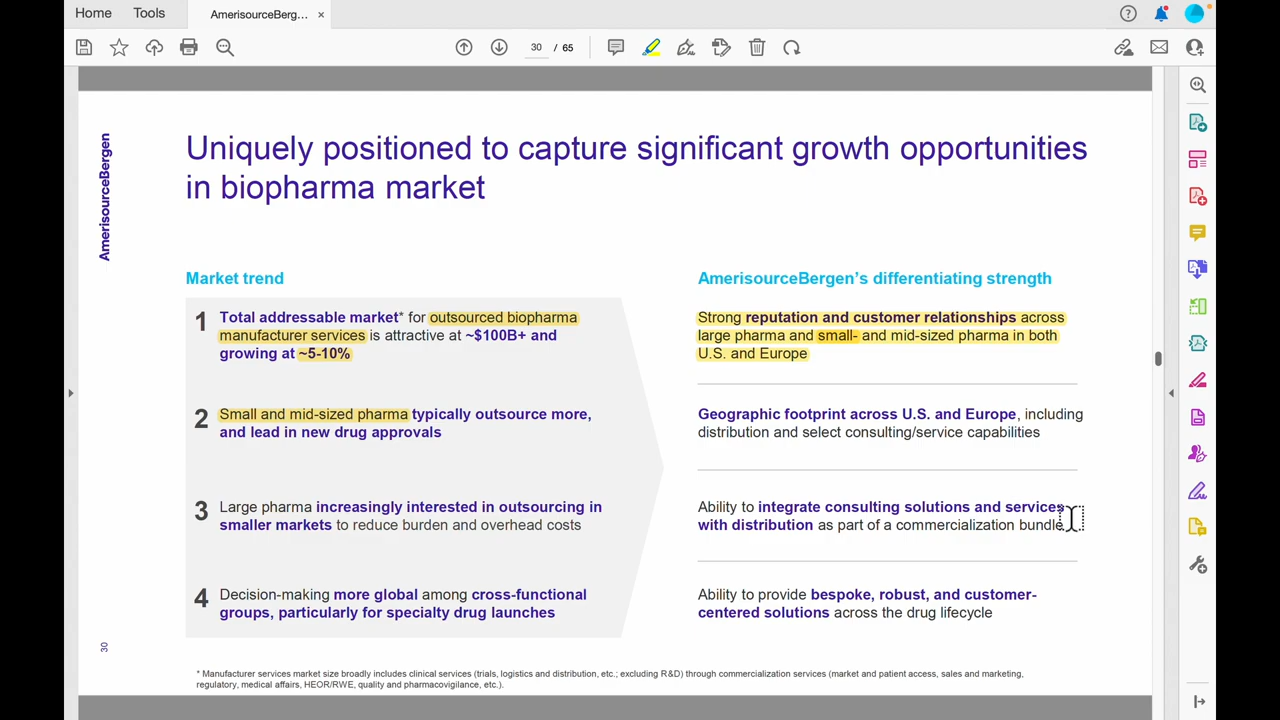 Home
Tools
AmerisourceBerg... ×
30 / 65
AmerisourceBergen
Uniquely positioned to capture significant growth opportunities
in biopharma market
Market trend
1
Total addressable market* for outsourced biopharma
manufacturer services is attractive at ~$100B+ and
growing at ~5-10%
2
Small and mid-sized pharma typically outsource more,
and lead in new drug approvals
3
Large pharma increasingly interested in outsourcing in
smaller markets to reduce burden and overhead costs
4
Decision-making more global among cross-functional
groups, particularly for specialty drug launches
AmerisourceBergen's differentiating strength
Strong reputation and customer relationships across
large pharma and small- and mid-sized pharma in both
U.S. and Europe
Geographic footprint across U.S. and Europe, including
distribution and select consulting/service capabilities
Ability to integrate consulting solutions and services
with distribution as part of a commercialization bundle
Ability to provide bespoke, robust, and customer-
centered solutions across the drug lifecycle
30
* Manufacturer services market size broadly includes clinical services (trials, logistics and distribution, etc.; excluding R&D) through commercialization services (market and patient access, sales and marketing,
regulatory, medical affairs, HEOR/RWE, quality and pharmacovigilance, etc.).